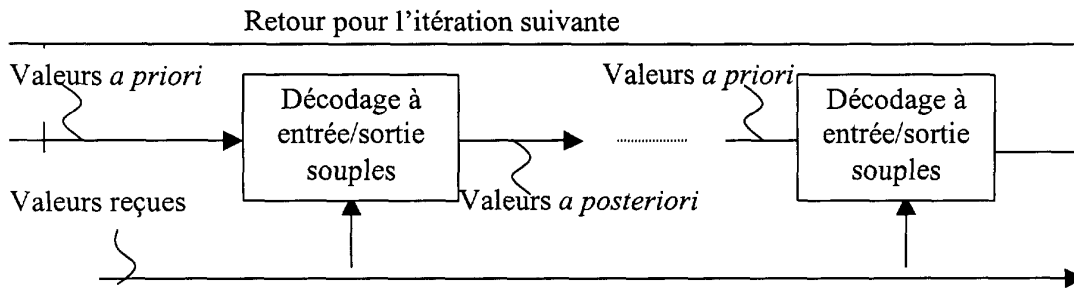 Retour pour l'itération suivante
Valeurs a priori
Valeurs a priori
Décodage à
entrée/sortie
souples
Décodage à
entrée/sortie
souples
Valeurs reçues
Valeurs a posteriori